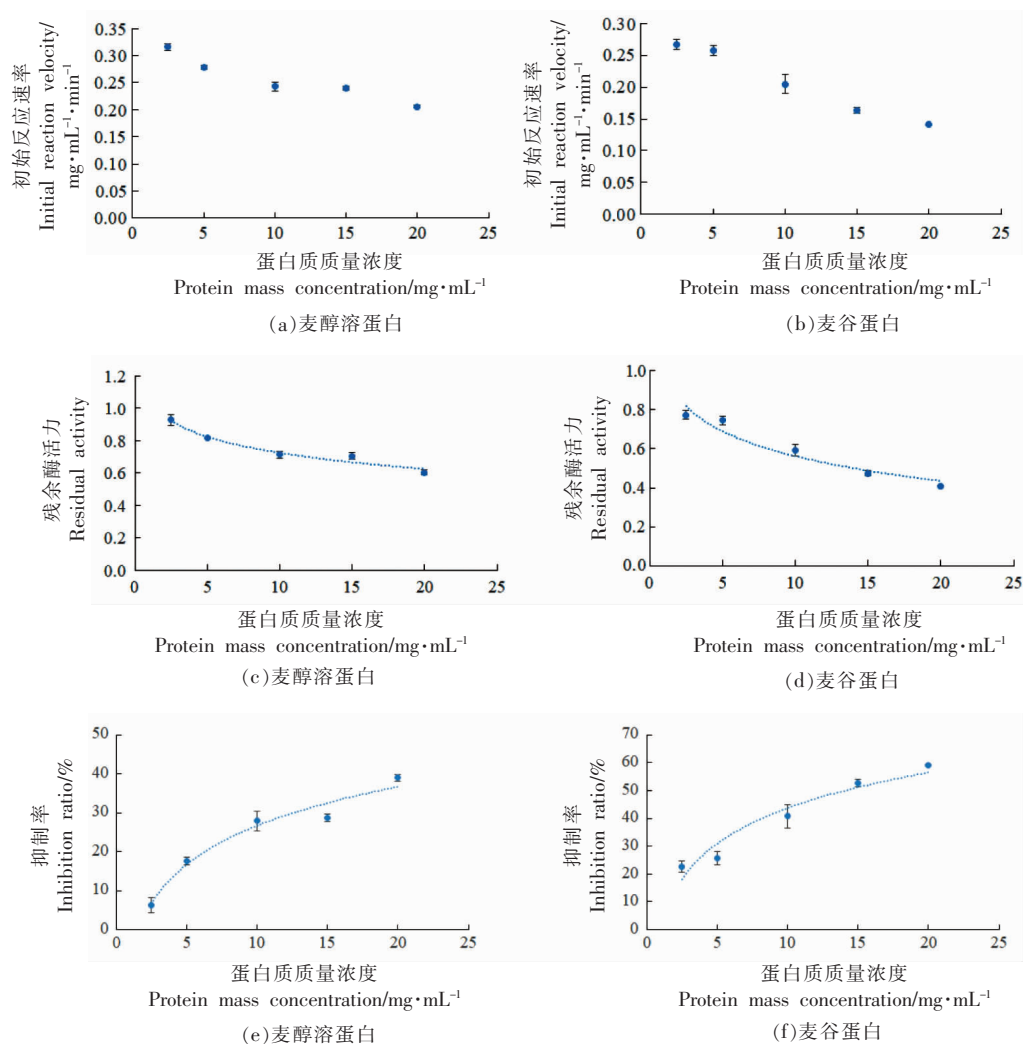 初始反应速率
Initial reaction velocity/
mg·mL⁻¹·min⁻¹
0.35
0.30
0.25
0.20
0.15
0.10
0.05
0.00
0 5 10 15 20 25
蛋白质质量浓度
Protein mass concentration/mg·mL⁻¹
(a)麦醇溶蛋白
初始反应速率
Initial reaction velocity/
mg·mL⁻¹·min⁻¹
0.30
0.25
0.20
0.15
0.10
0.05
0.00
0 5 10 15 20 25
蛋白质质量浓度
Protein mass concentration/mg·mL⁻¹
(b)麦谷蛋白
残余酶活力
Residual activity
1.2
1.0
0.8
0.6
0.4
0.2
0.0
0 5 10 15 20 25
蛋白质质量浓度
Protein mass concentration/mg·mL⁻¹
(c)麦醇溶蛋白
残余酶活力
Residual activity
1.0
0.8
0.6
0.4
0.2
0.0
0 5 10 15 20 25
蛋白质质量浓度
Protein mass concentration/mg·mL⁻¹
(d)麦谷蛋白
抑制率
Inhibition ratio/%
50
40
30
20
10
0
0 5 10 15 20 25
蛋白质质量浓度
Protein mass concentration/mg·mL⁻¹
(e)麦醇溶蛋白
抑制率
Inhibition ratio/%
70
60
50
40
30
20
10
0
0 5 10 15 20 25
蛋白质质量浓度
Protein mass concentration/mg·mL⁻¹
(f)麦谷蛋白